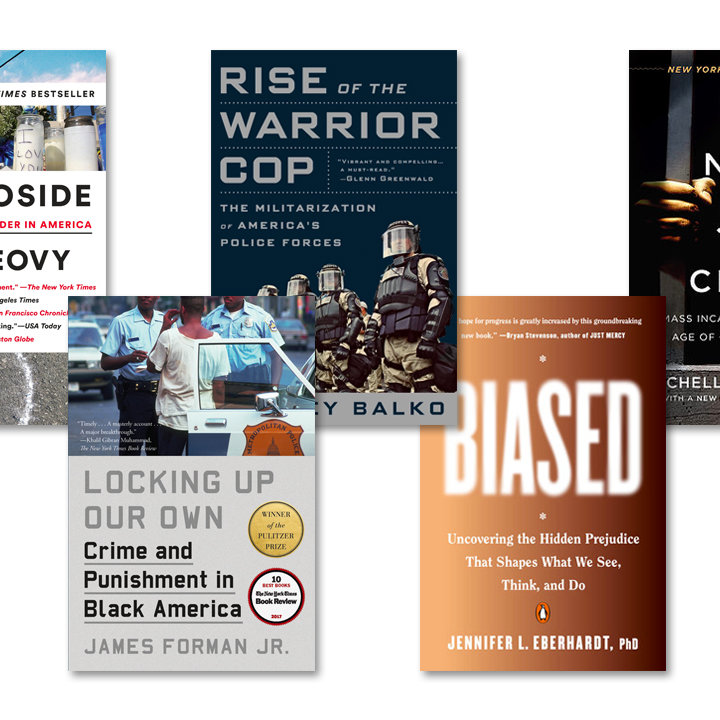 TIMES BESTSELLER
I
LOVE
YOU
OSIDE
DER IN AMERICA
EOVY
ment." —The New York Times
geles Times
n Francisco Chronicl
king."—USA Today
ston Globe
RISE OF THE
WARRIOR
COP
"VIBRANT AND COMPELLING...
A MUST-READ."
—GLENN GREENWALD
THE MILITARIZATION
OF AMERICA'S
POLICE FORCES
CY BALKO
NEW YORK
N
C
MASS INCA
AGE OF
CHELL
WITH A NEW
"Timely . . . A masterly account . . .
A major breakthrough."
—Khalil Gibran Muhammad,
The New York Times Book Review
METROPOLITAN POLICE
LOCKING UP
OUR OWN
Crime and
Punishment in
Black America
WINNER
of the
PULITZER
PRIZE
10
BEST BOOKS
The New York Times
Book Review
2017
JAMES FORMAN JR.
hope for progress is greatly increased by this groundbreaking
new book." —Bryan Stevenson, author of JUST MERCY
BIASED
Uncovering the Hidden Prejudice
That Shapes What We See,
Think, and Do
JENNIFER L. EBERHARDT, PhD